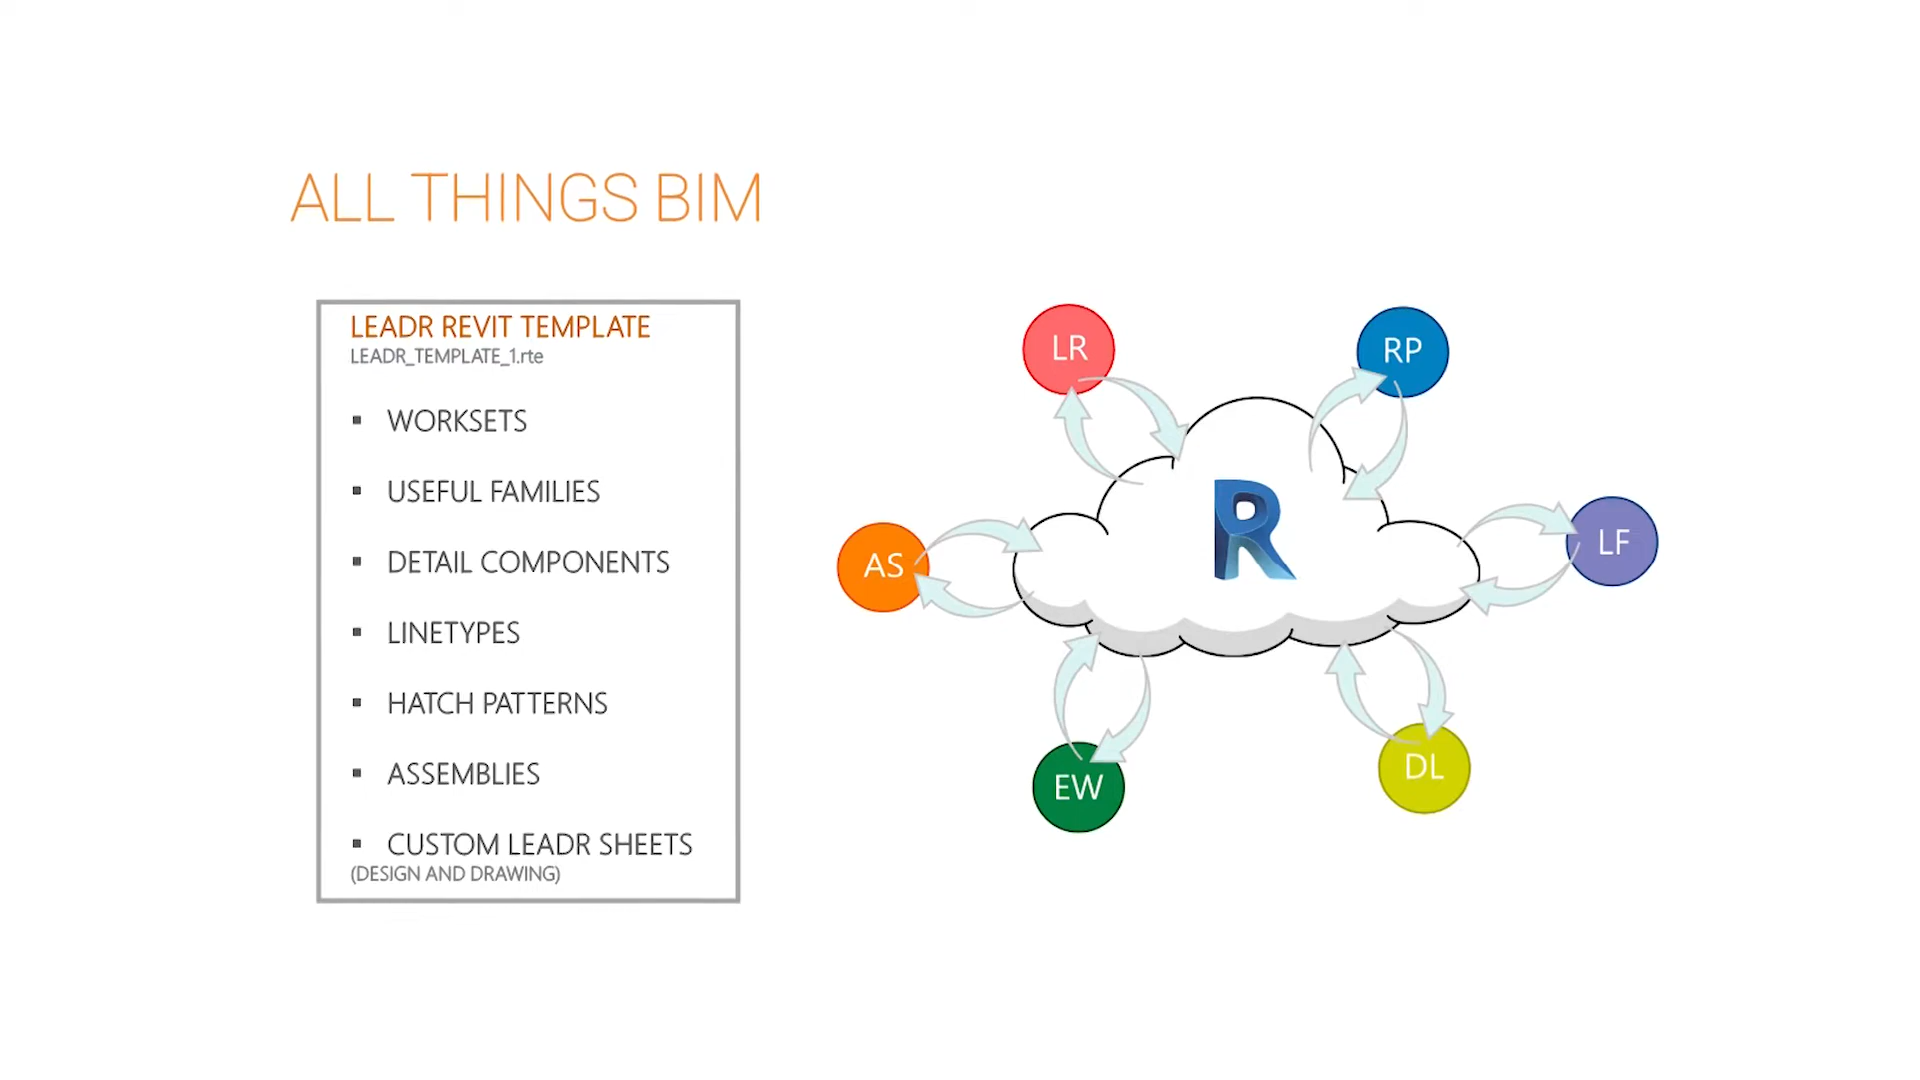 ALL THINGS BIM
LEADR REVIT TEMPLATE
LEADR_TEMPLATE_1.rte
▪ WORKSETS
▪ USEFUL FAMILIES
▪ DETAIL COMPONENTS
▪ LINETYPES
▪ HATCH PATTERNS
▪ ASSEMBLIES
▪ CUSTOM LEADR SHEETS
(DESIGN AND DRAWING)
LR
RP
R
LF
AS
EW
DL